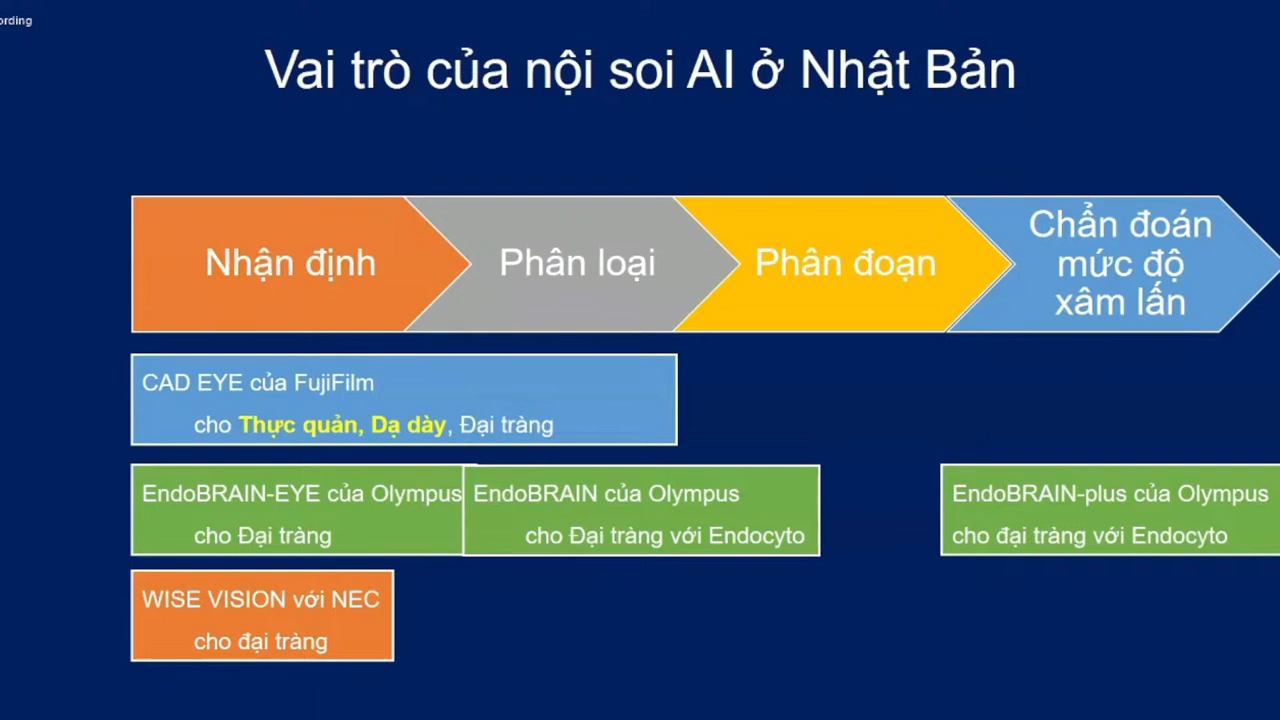 Vai trò của nội soi AI ở Nhật Bản
Nhận định
Phân loại
Phân đoạn
Chẩn đoán
mức độ
xâm lấn
CAD EYE của FujiFilm
cho Thực quản, Dạ dày, Đại tràng
EndoBRAIN-EYE của Olympus
cho Đại tràng
EndoBRAIN của Olympus
cho Đại tràng với Endocyto
EndoBRAIN-plus của Olympus
cho đại tràng với Endocyto
WISE VISION với NEC
cho đại tràng